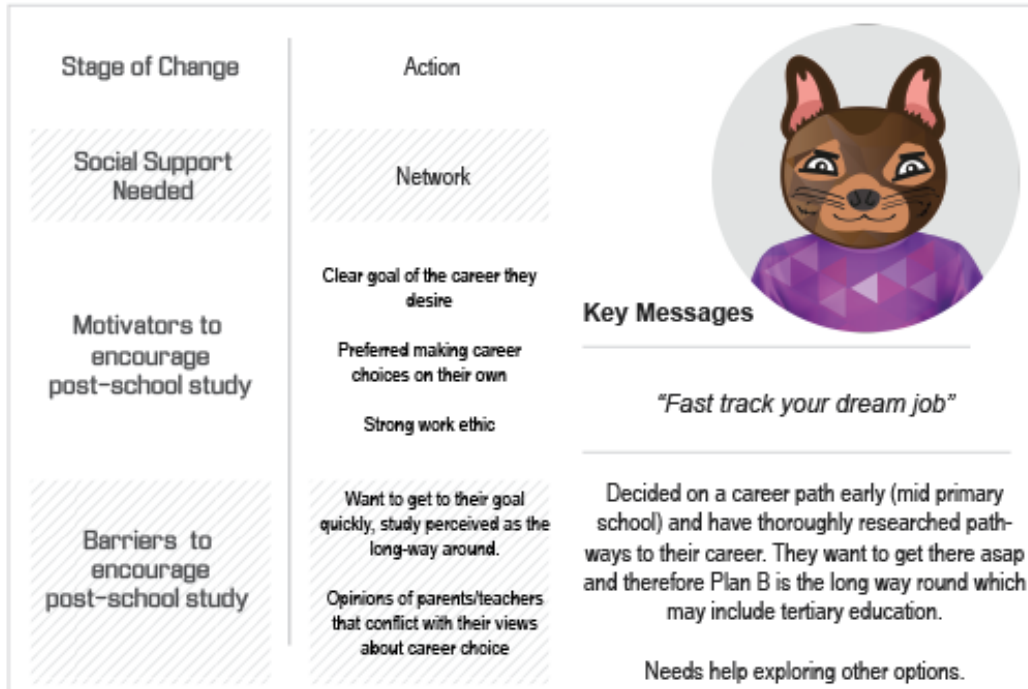 Stage of Change
Action
Social Support
Needed
Network
Motivators to
encourage
post-school study
Clear goal of the career they
desire
Preferred making career
choices on their own
Strong work ethic
Barriers to
encourage
post-school study
Want to get to their goal
quickly, study perceived as the
long-way around.
Opinions of parents/teachers
that conflict with their views
about career choice
Key Messages
“Fast track your dream job”
Decided on a career path early (mid primary
school) and have thoroughly researched path-
ways to their career. They want to get there asap
and therefore Plan B is the long way round which
may include tertiary education.
Needs help exploring other options.